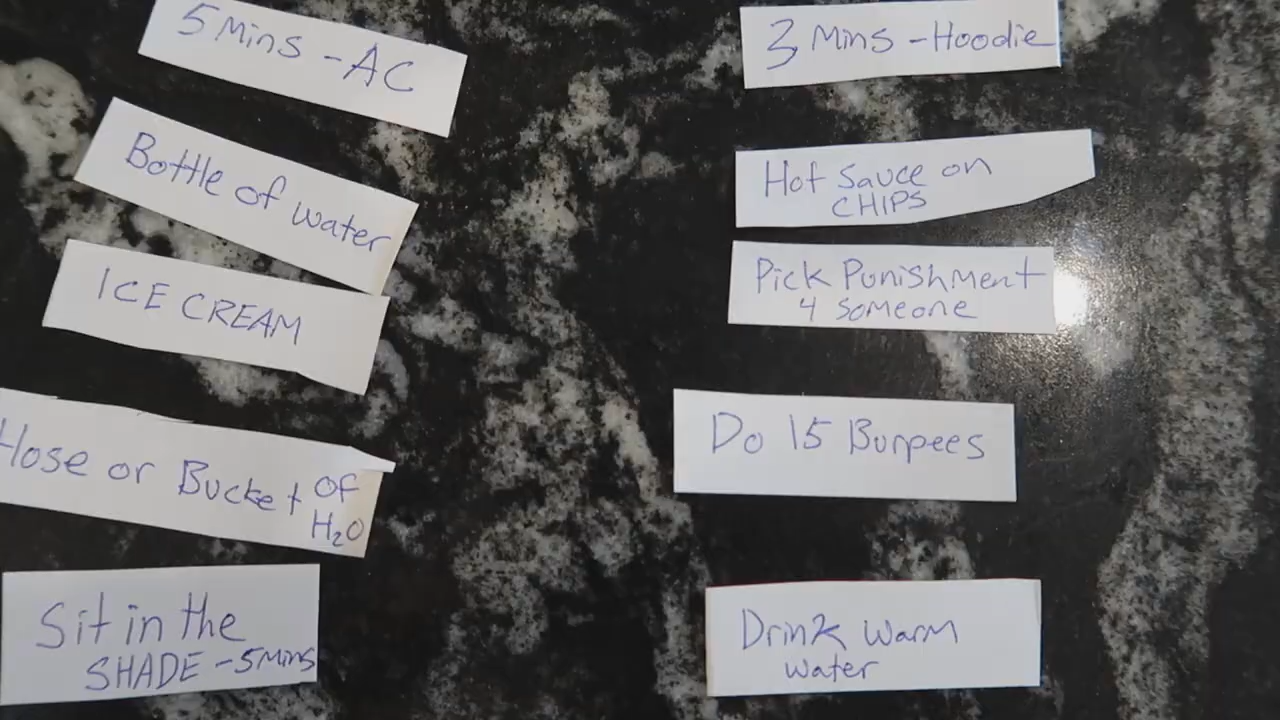 5 Mins - AC
Bottle of water
ICE CREAM
Hose or Bucket of
H₂O
Sit in the
SHADE - 5 Mins
3 Mins - Hoodie
Hot Sauce on
CHIPS
Pick Punishment
4 Someone
Do 15 Burpees
Drink Warm
water